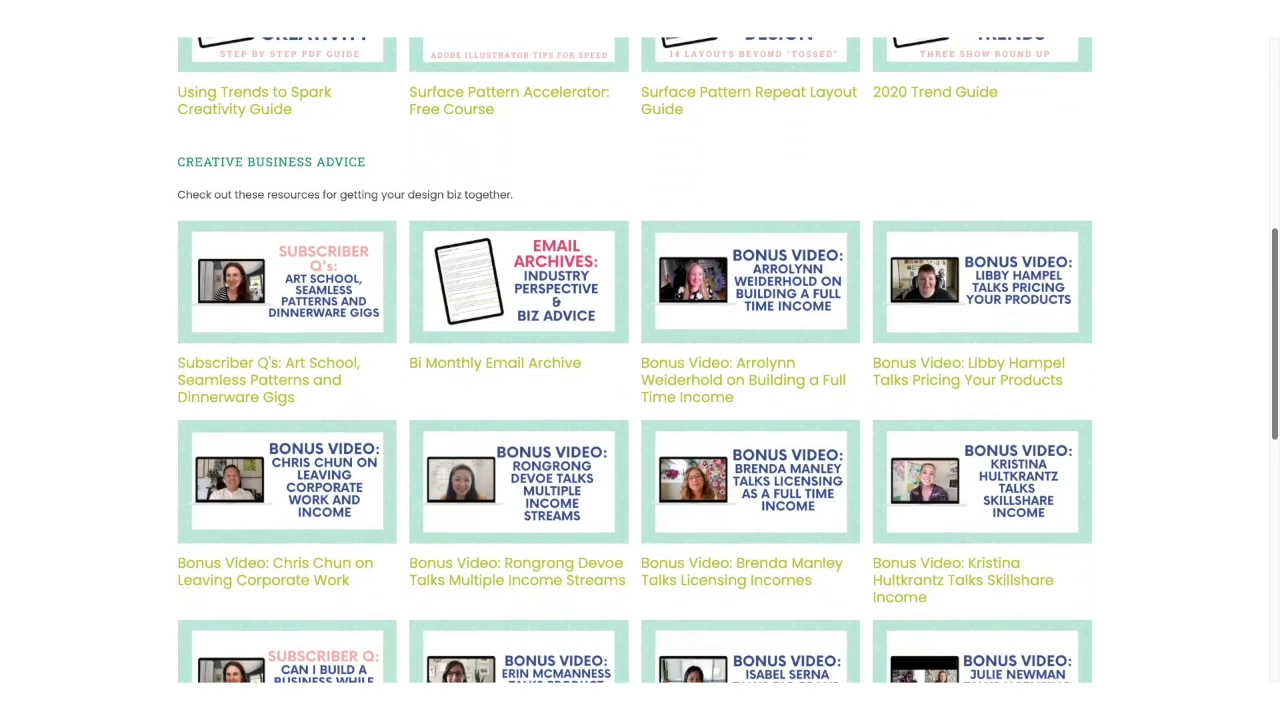 CREATIVITY
DESIGN
TRENDS
STEP BY STEP PDF GUIDE
ADOBE ILLUSTRATOR TIPS FOR SPEED
14 LAYOUTS BEYOND "TOSSED"
THREE SHOW ROUND UP
Using Trends to Spark
Creativity Guide
Surface Pattern Accelerator:
Free Course
Surface Pattern Repeat Layout
Guide
2020 Trend Guide
CREATIVE BUSINESS ADVICE
Check out these resources for getting your design biz together.
SUBSCRIBER
Q's:
ART SCHOOL,
SEAMLESS
PATTERNS AND
DINNERWARE GIGS
EMAIL
ARCHIVES:
INDUSTRY
PERSPECTIVE
&
BIZ ADVICE
BONUS VIDEO:
ARROLYNN
WEIDERHOLD ON
BUILDING A FULL
TIME INCOME
BONUS VIDEO:
LIBBY HAMPEL
TALKS PRICING
YOUR PRODUCTS
Subscriber Q's: Art School,
Seamless Patterns and
Dinnerware Gigs
Bi Monthly Email Archive
Bonus Video: Arrolynn
Weiderhold on Building a Full
Time Income
Bonus Video: Libby Hampel
Talks Pricing Your Products
BONUS VIDEO:
CHRIS CHUN ON
LEAVING
CORPORATE
WORK AND
INCOME
BONUS VIDEO:
RONGRONG
DEVOE TALKS
MULTIPLE
INCOME
STREAMS
BONUS VIDEO:
BRENDA MANLEY
TALKS LICENSING
AS A FULL TIME
INCOME
BONUS VIDEO:
KRISTINA
HULTKRANTZ
TALKS
SKILLSHARE
INCOME
Bonus Video: Chris Chun on
Leaving Corporate Work
Bonus Video: Rongrong Devoe
Talks Multiple Income Streams
Bonus Video: Brenda Manley
Talks Licensing Incomes
Bonus Video: Kristina
Hultkrantz Talks Skillshare
Income
SUBSCRIBER Q:
CAN I BUILD A
BUSINESS WHILE
BONUS VIDEO:
ERIN MCMANNESS
TALKS PRODUCT
BONUS VIDEO:
ISABEL SERNA
BONUS VIDEO:
JULIE NEWMAN